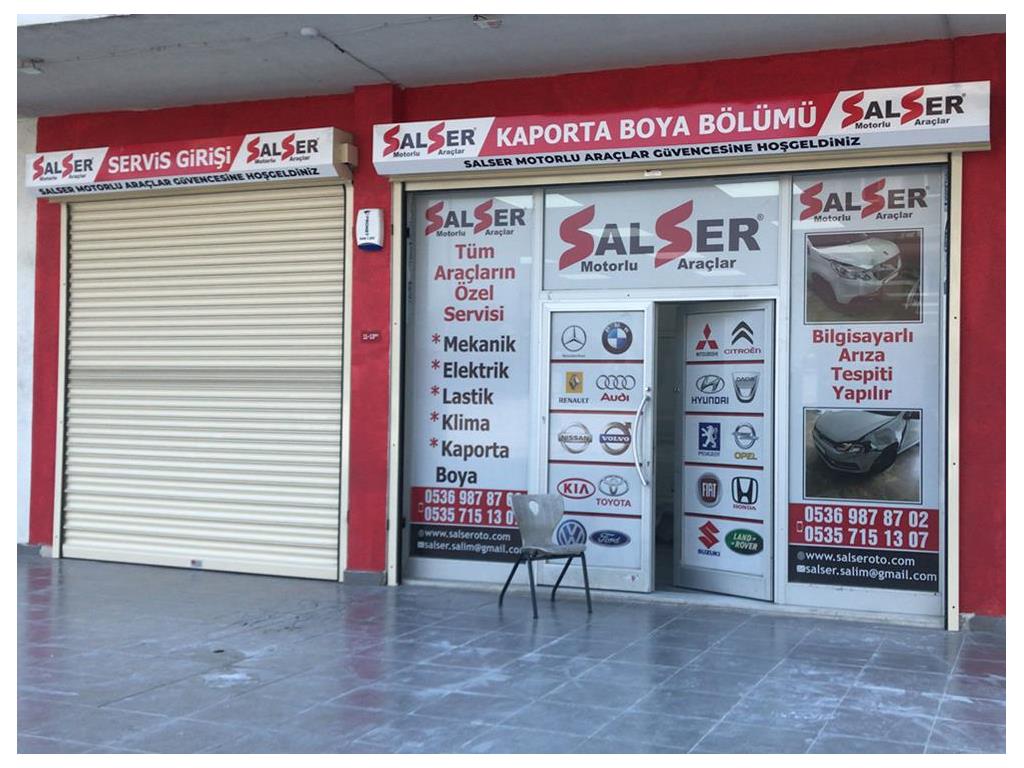 SALSER Motorlu Araçlar SERVİS GİRİŞİ SALSER Motorlu Araçlar
SALSER MOTORLU ARAÇLAR GÜVENCESİNE HOŞGELDİNİZ
SALSER Motorlu Araçlar KAPORTA BOYA BÖLÜMÜ SALSER Motorlu Araçlar
SALSER MOTORLU ARAÇLAR GÜVENCESİNE HOŞGELDİNİZ
SALSER
Motorlu Araçlar
Tüm
Araçların
Özel
Servisi
* Mekanik
* Elektrik
* Lastik
* Klima
* Kaporta
Boya
0536 987 87 0
0535 715 13 0
www.salseroto.com
salser.salim@gmail.co
SALSER®
Motorlu Araçlar
BMW
RENAULT Audi
NISSAN VOLVO
KIA TOYOTA
Ford
MITSUBISHI CITROËN
HYUNDAI DACIA
PEUGEOT OPEL
FIAT HONDA
SUZUKI LAND ROVER
SALSER
Motorlu Araçlar
Bilgisayarlı
Arıza
Tespiti
Yapılır
0536 987 87 02
0535 715 13 07
www.salseroto.com
salser.salim@gmail.com